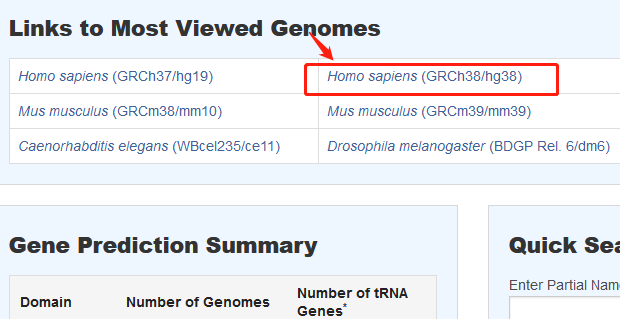 Links to Most Viewed Genomes
Homo sapiens (GRCh37/hg19) Homo sapiens (GRCh38/hg38)
Mus musculus (GRCm38/mm10) Mus musculus (GRCm39/mm39)
Caenorhabditis elegans (WBcel235/ce11) Drosophila melanogaster (BDGP Rel. 6/dm6)
Gene Prediction Summary
Domain Number of Genomes Number of tRNA
Genes*
Quick
Enter Partial